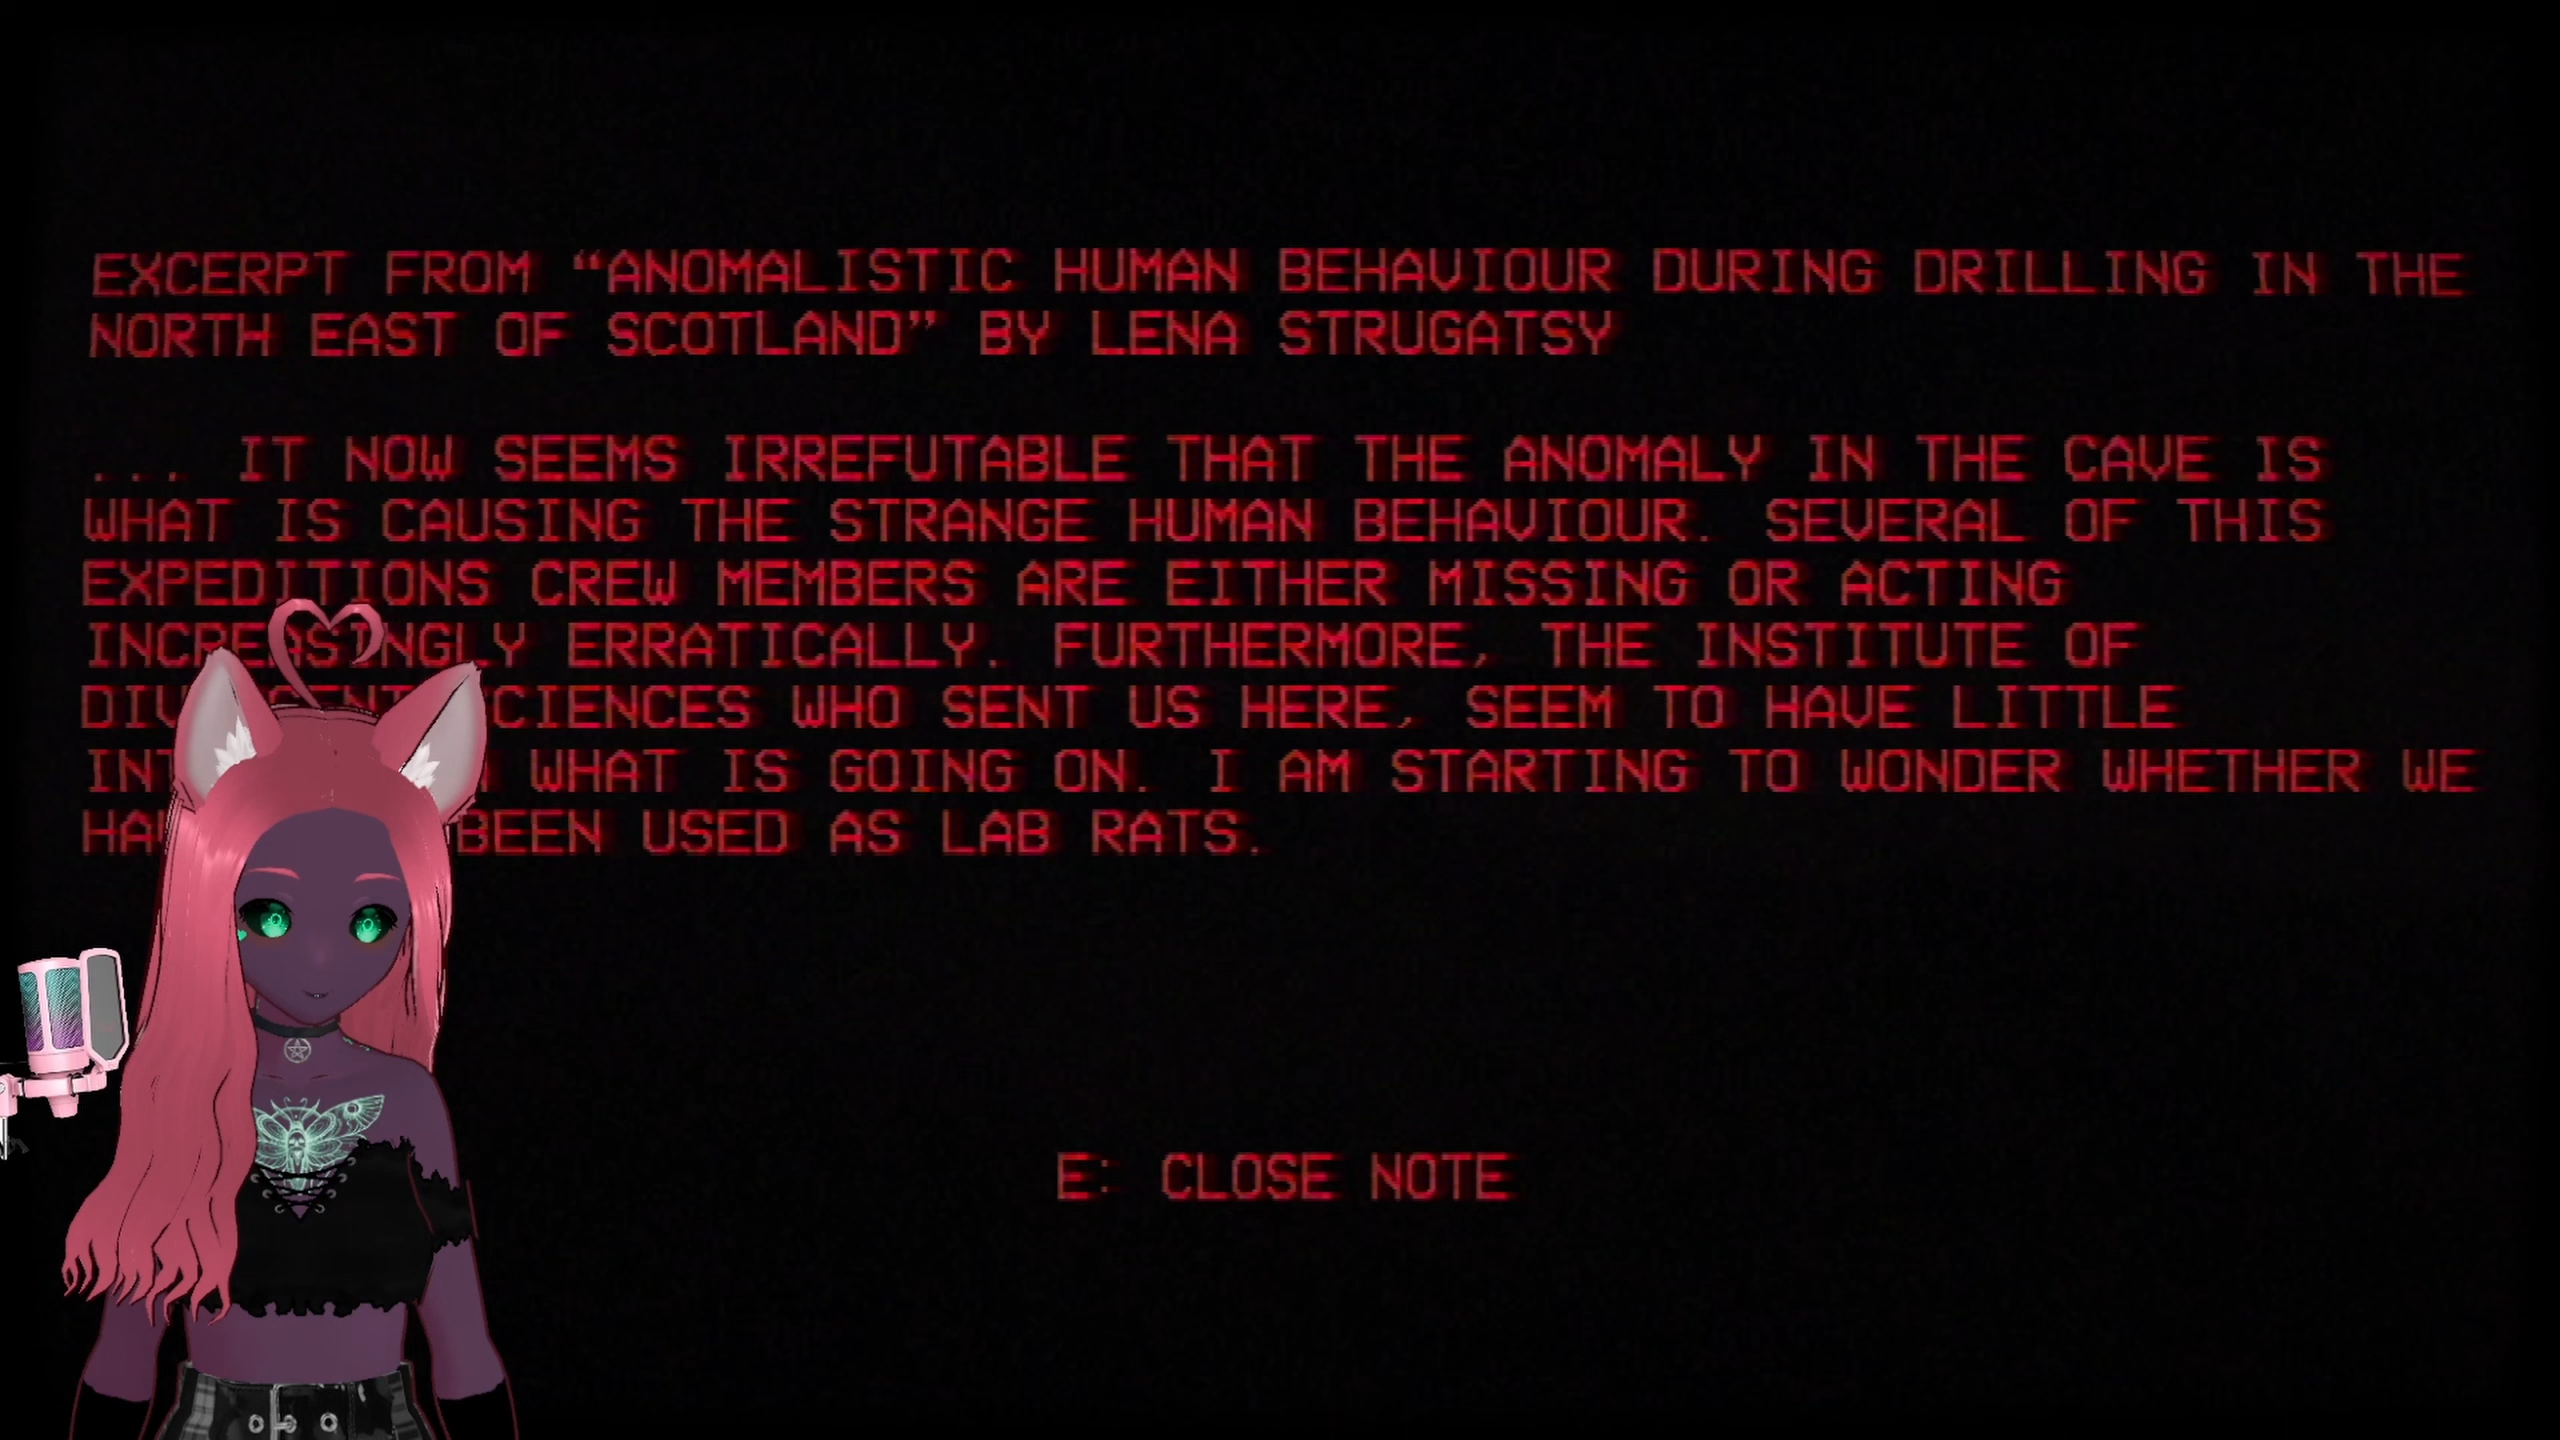 EXCERPT FROM “ANOMALISTIC HUMAN BEHAVIOUR DURING DRILLING IN THE
NORTH EAST OF SCOTLAND” BY LENA STRUGATSY
... IT NOW SEEMS IRREFUTABLE THAT THE ANOMALY IN THE CAVE IS
WHAT IS CAUSING THE STRANGE HUMAN BEHAVIOUR. SEVERAL OF THIS
EXPEDITIONS CREW MEMBERS ARE EITHER MISSING OR ACTING
INCREASINGLY ERRATICALLY. FURTHERMORE, THE INSTITUTE OF
WHO SENT US HERE, SEEM TO HAVE LITTLE
WHAT IS GOING ON. I AM STARTING TO WONDER WHETHER WE
BEEN USED AS LAB RATS.
E: CLOSE NOTE